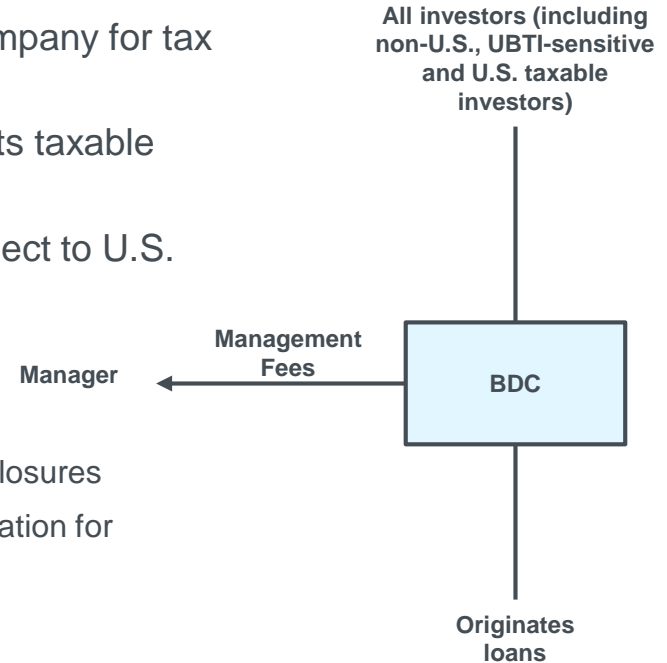 mpany for tax
ts taxable
ect to U.S.
losures
ation for
All investors (including
non-U.S., UBTI-sensitive
and U.S. taxable
investors)
Management
Fees
Manager
BDC
Originates
loans